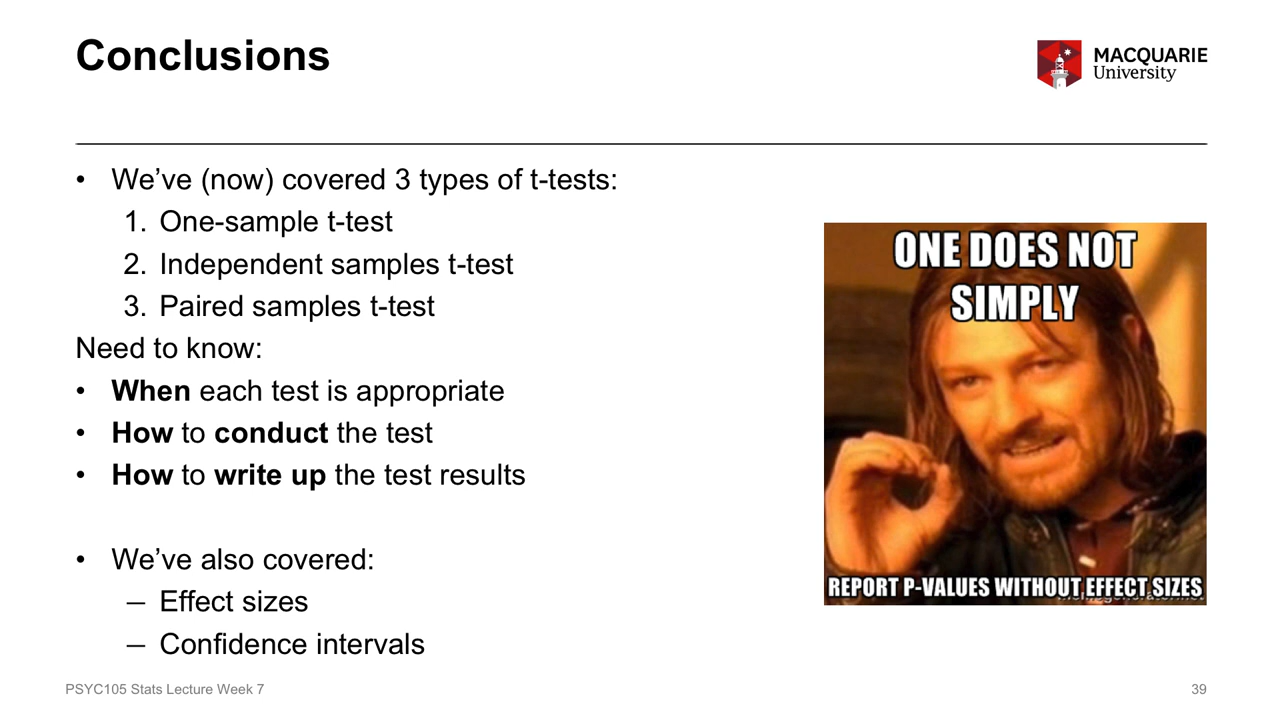 Conclusions
MACQUARIE
University
• We’ve (now) covered 3 types of t-tests:
1. One-sample t-test
2. Independent samples t-test
3. Paired samples t-test
Need to know:
• When each test is appropriate
• How to conduct the test
• How to write up the test results
• We’ve also covered:
– Effect sizes
– Confidence intervals
ONE DOES NOT
SIMPLY
REPORT P-VALUES WITHOUT EFFECT SIZES
PSYC105 Stats Lecture Week 7
39